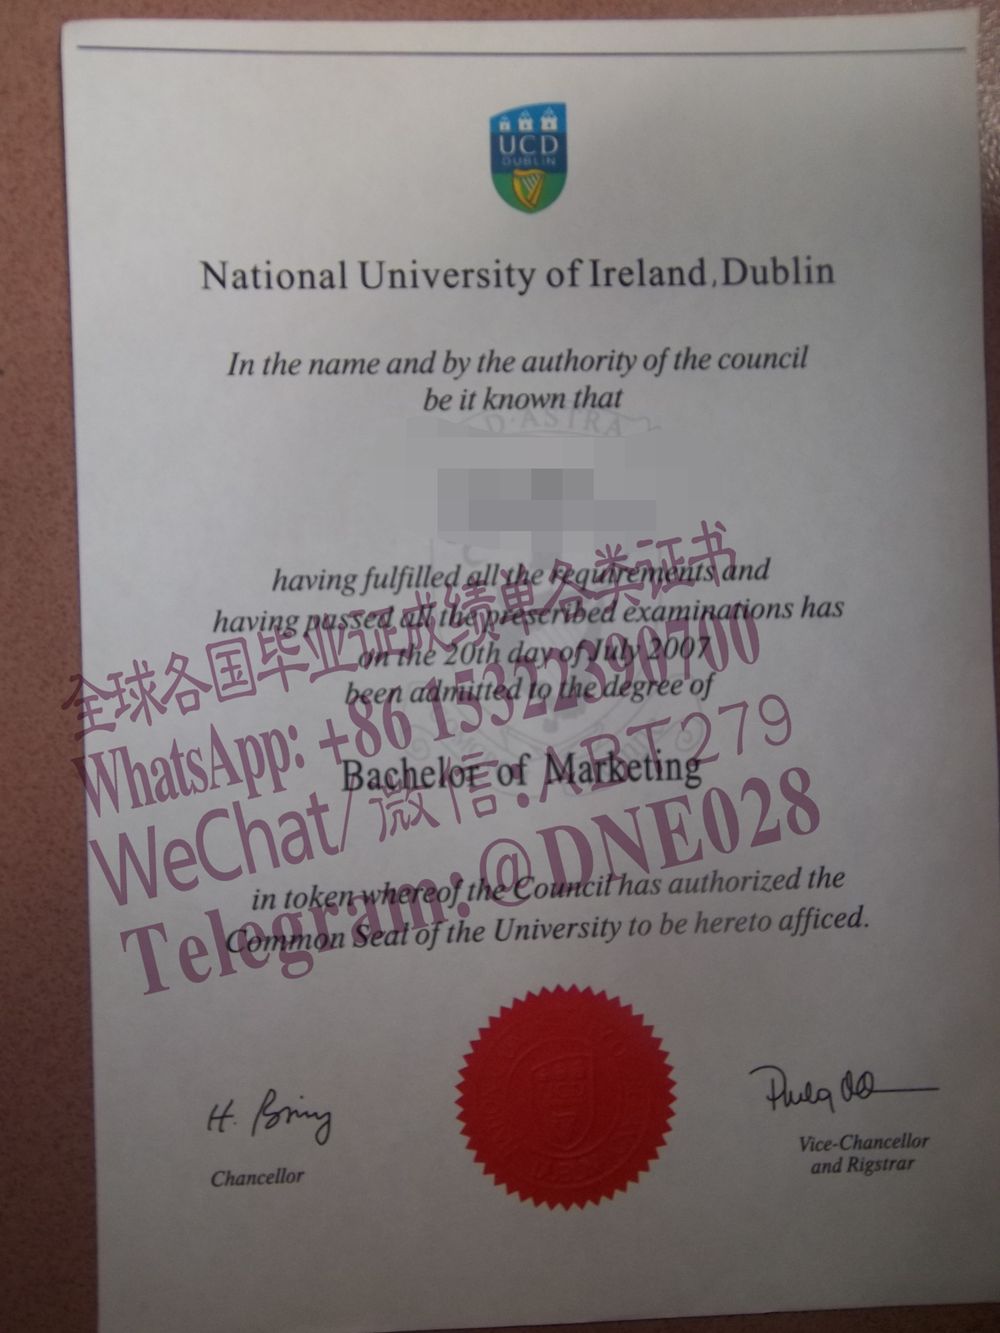 UCD
DUBLIN
National University of Ireland, Dublin
In the name and by the authority of the council
be it known that
D·ASTRA
having fulfilled all the requirements and
having passed all the prescribed examinations has
on the 20th day of July 2007
been admitted to the degree of
Bachelor of Marketing
in token whereof the Council has authorized the
Common Seal of the University to be hereto afficed.
全球各国毕业证成绩单各类证书
WhatsApp: +86 15322390700
WeChat/微信:ABT279
Telegram:@DNE028
H.
Chancellor
Vice-Chancellor
and Rigstrar